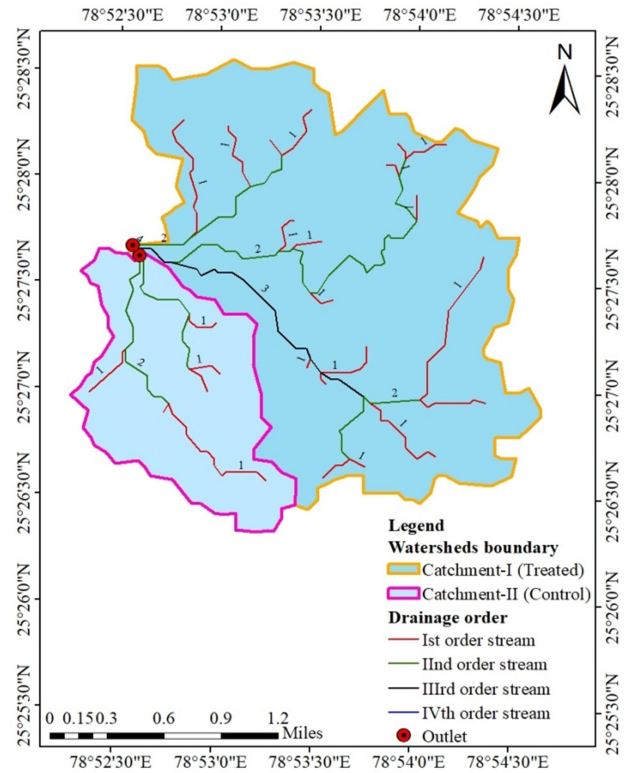 78°52'30"E 78°53'0"E 78°53'30"E 78°54'0"E 78°54'30"E
N
25°28'30"N 25°28'30"N
25°28'0"N 25°28'0"N
25°27'30"N 25°27'30"N
25°27'0"N 25°27'0"N
25°26'30"N 25°26'30"N
25°26'0"N 25°26'0"N
25°25'30"N 25°25'30"N
1 1 1 1 1
1
4 2
1 1
2
1
3 1
1
1
1 1
1 2 2
1
1
1
Legend
Watersheds boundary
Catchment-I (Treated)
Catchment-II (Control)
Drainage order
Ist order stream
IInd order stream
IIIrd order stream
IVth order stream
Outlet
0 0.15 0.3 0.6 0.9 1.2
Miles
78°52'30"E 78°53'0"E 78°53'30"E 78°54'0"E 78°54'30"E